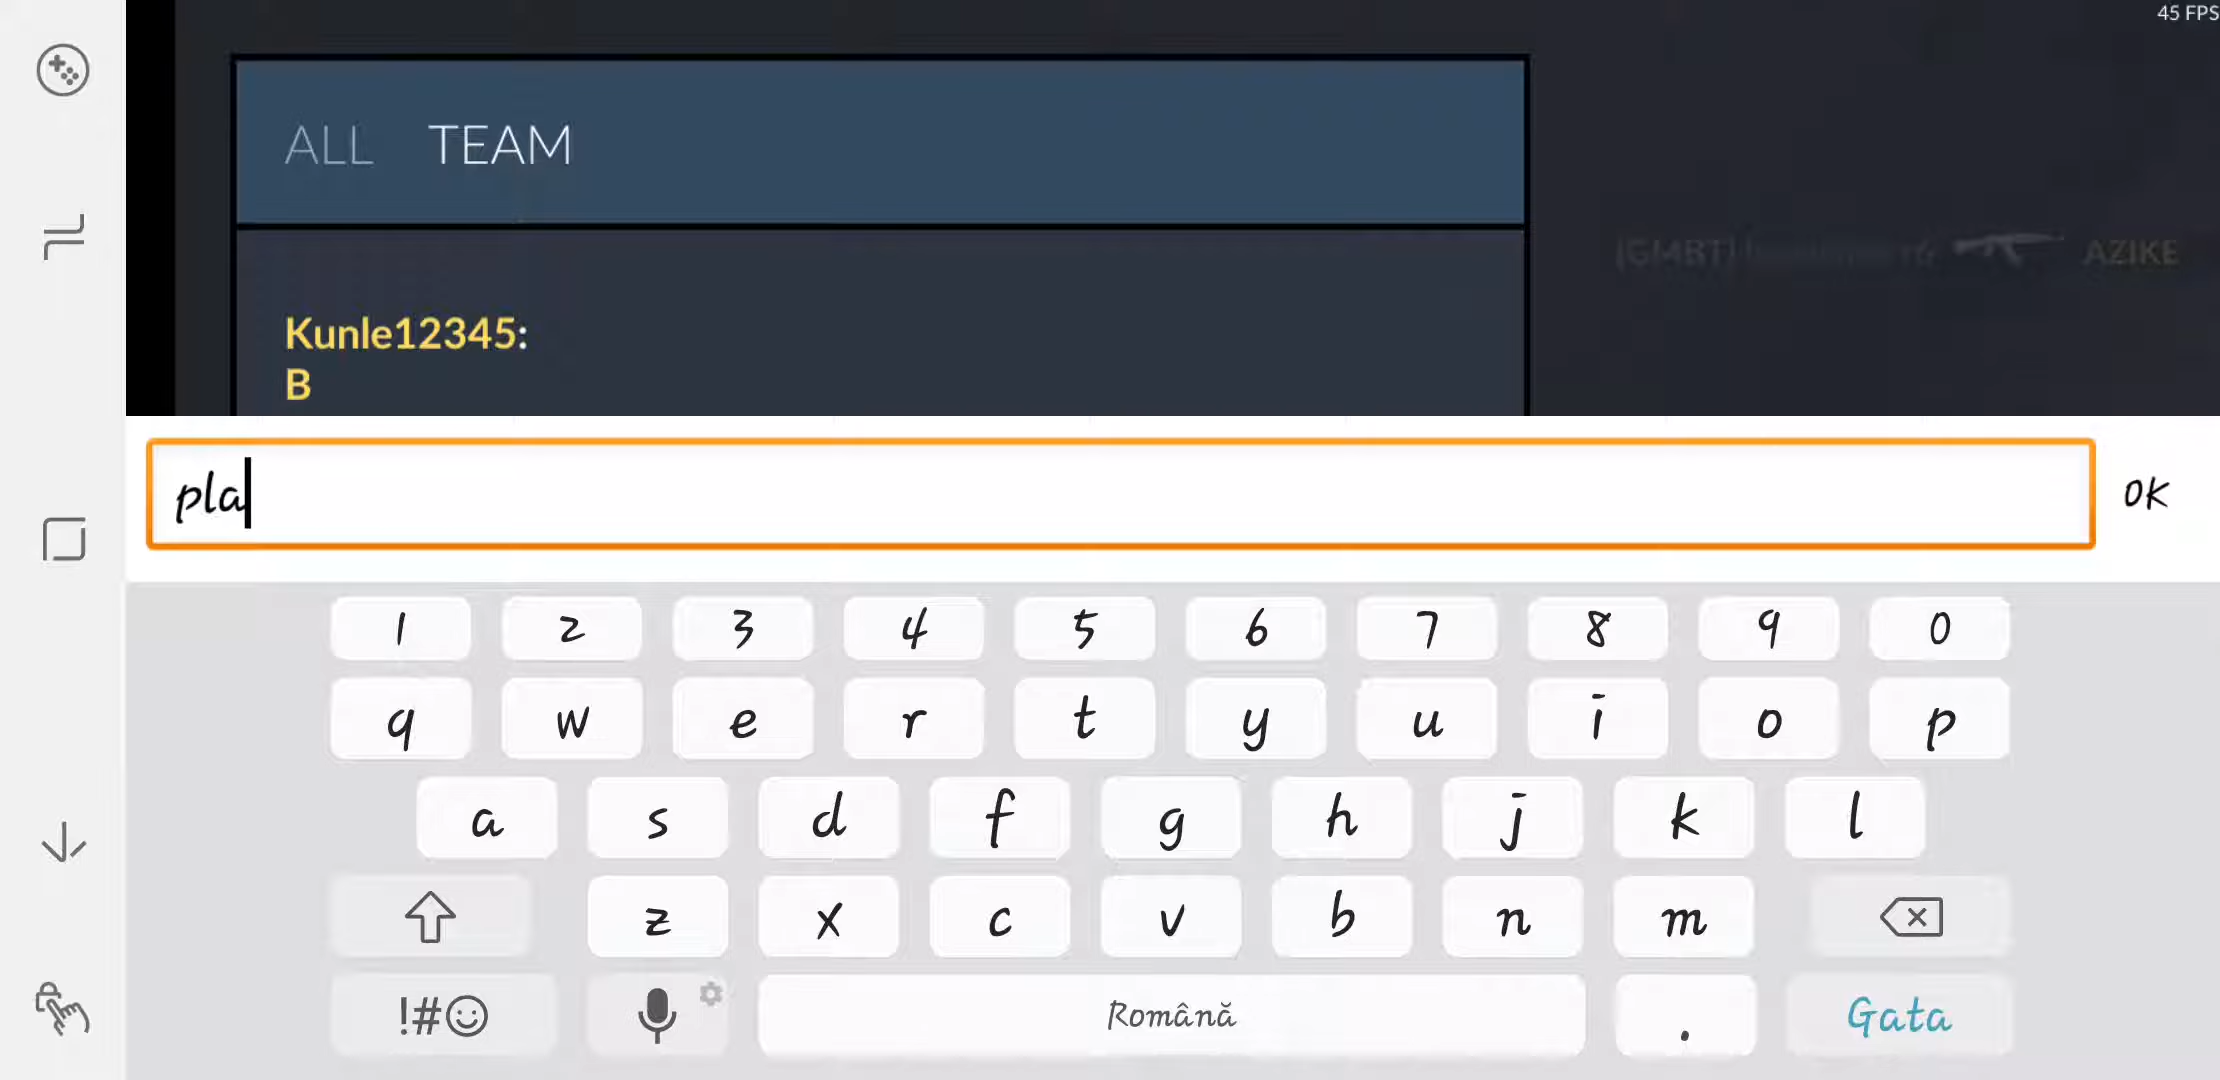 45 FPS
ALL TEAM
[GMBT] AZIKE
Kunle12345:
B
pla
OK
1 2 3 4 5 6 7 8 9 0
q w e r t y u i o p
a s d f g h j k l
z x c v b n m
!#☺ Română . Gata